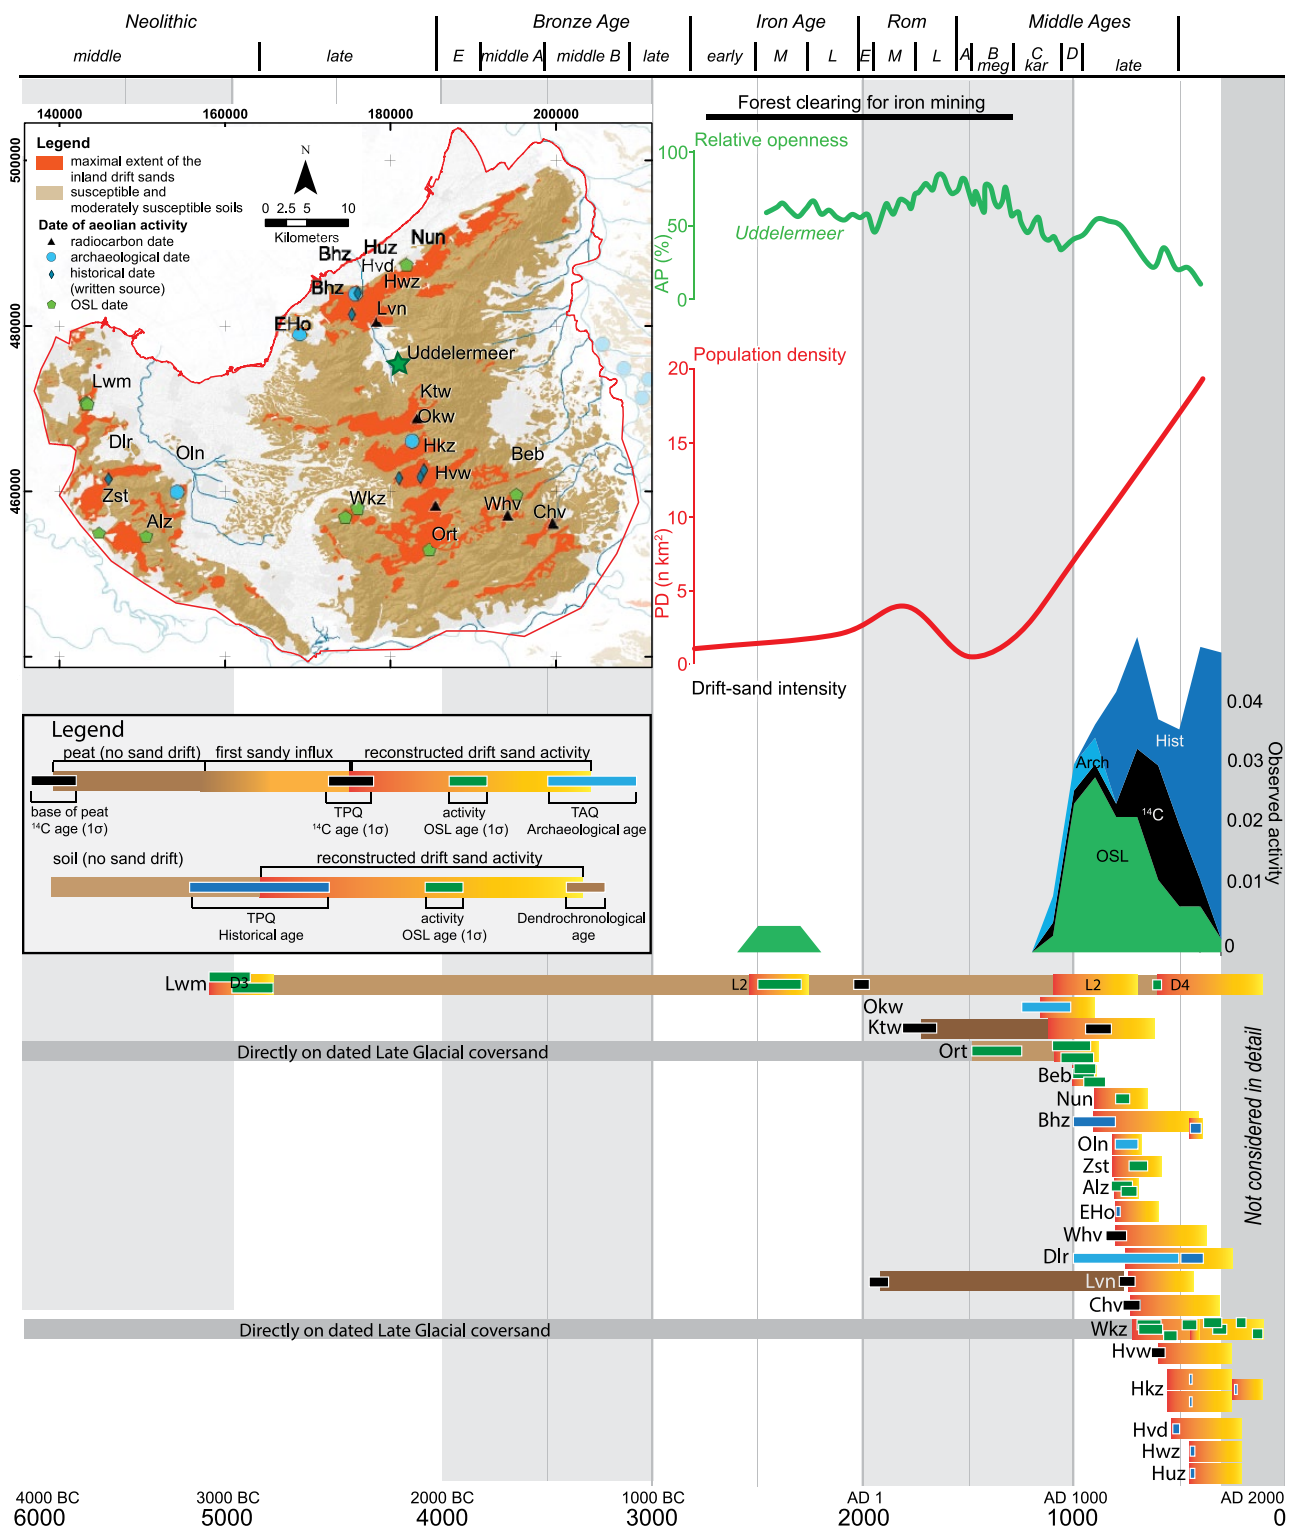 Neolithic Bronze Age Iron Age Rom Middle Ages
middle late E middle A middle B late early M L E M L A B C D late
meg kar
Forest clearing for iron mining
140000 160000 180000 200000
500000
480000
460000
Legend
maximal extent of the
inland drift sands
susceptible and
moderately susceptible soils
Date of aeolian activity
radiocarbon date
archaeological date
historical date
(written source)
OSL date
N
0 2.5 5 10
Kilometers
Nun
Huz
Bhz
Hvd
Hwz
Bhz
Lvn
EHo
Uddelermeer
Lwm
Ktw
Okw
Dlr
Oln
Hkz
Beb
Hvw
Zst
Wkz
Whv
Chv
Alz
Ort
Relative openness
100
50
0
AP (%)
Uddelermeer
Population density
20
15
10
5
0
PD (n km²)
Drift-sand intensity
0.04
0.03
0.02
0.01
0
Observed activity
Hist
Arch
¹⁴C
OSL
Legend
peat (no sand drift) first sandy influx reconstructed drift sand activity
base of peat TPQ activity TAQ
¹⁴C age (1σ) ¹⁴C age (1σ) OSL age (1σ) Archaeological age
soil (no sand drift) reconstructed drift sand activity
TPQ activity Dendrochronological
Historical age OSL age (1σ) age
Lwm D3 L2 L2 D4
Okw
Ktw
Directly on dated Late Glacial coversand Ort
Beb
Nun
Bhz
Oln
Zst
Alz
EHo
Whv
Dlr
Lvn
Chv
Directly on dated Late Glacial coversand Wkz
Hvw
Hkz
Hvd
Hwz
Huz
Not considered in detail
4000 BC 3000 BC 2000 BC 1000 BC AD 1 AD 1000 AD 2000
6000 5000 4000 3000 2000 1000 0